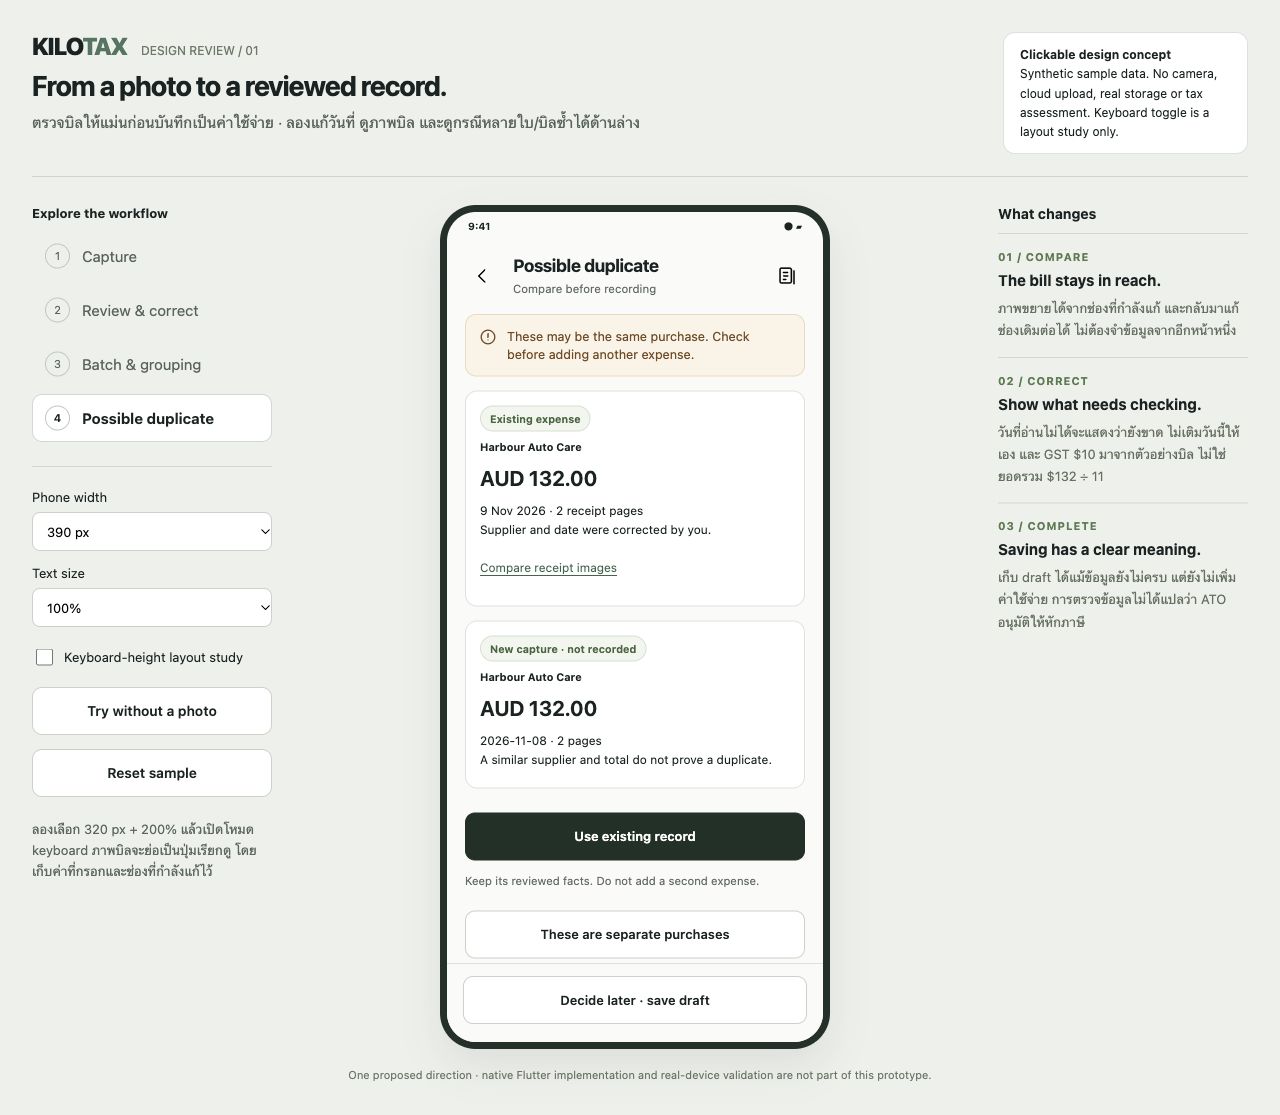 KILOTAX DESIGN REVIEW / 01
From a photo to a reviewed record.
ตรวจบิลให้แม่นก่อนบันทึกเป็นค่าใช้จ่าย · ลองแก้วันที่ ดูภาพบิล และดูกรณีหลายใบ/บิลซ้ำได้ด้านล่าง
Clickable design concept
Synthetic sample data. No camera,
cloud upload, real storage or tax
assessment. Keyboard toggle is a
layout study only.
Explore the workflow
1 Capture
2 Review & correct
3 Batch & grouping
4 Possible duplicate
Phone width
390 px
Text size
100%
Keyboard-height layout study
Try without a photo
Reset sample
ลองเลือก 320 px + 200% แล้วเปิดโหมด
keyboard ภาพบิลจะย่อเป็นปุ่มเรียกดู โดย
เก็บค่าที่กรอกและช่องที่กำลังแก้ไว้
9:41
Possible duplicate
Compare before recording
These may be the same purchase. Check
before adding another expense.
Existing expense
Harbour Auto Care
AUD 132.00
9 Nov 2026 · 2 receipt pages
Supplier and date were corrected by you.
Compare receipt images
New capture · not recorded
Harbour Auto Care
AUD 132.00
2026-11-08 · 2 pages
A similar supplier and total do not prove a duplicate.
Use existing record
Keep its reviewed facts. Do not add a second expense.
These are separate purchases
Decide later · save draft
What changes
01 / COMPARE
The bill stays in reach.
ภาพขยายได้จากช่องที่กำลังแก้ และกลับมาแก้
ช่องเดิมต่อได้ ไม่ต้องจำข้อมูลจากอีกหน้าหนึ่ง
02 / CORRECT
Show what needs checking.
วันที่อ่านไม่ได้จะแสดงว่ายังขาด ไม่เติมวันนี้ให้
เอง และ GST $10 มาจากตัวอย่างบิล ไม่ใช่
ยอดรวม $132 ÷ 11
03 / COMPLETE
Saving has a clear meaning.
เก็บ draft ได้แม้ข้อมูลยังไม่ครบ แต่ยังไม่เพิ่ม
ค่าใช้จ่าย การตรวจข้อมูลไม่ได้แปลว่า ATO
อนุมัติให้หักภาษี
One proposed direction · native Flutter implementation and real-device validation are not part of this prototype.